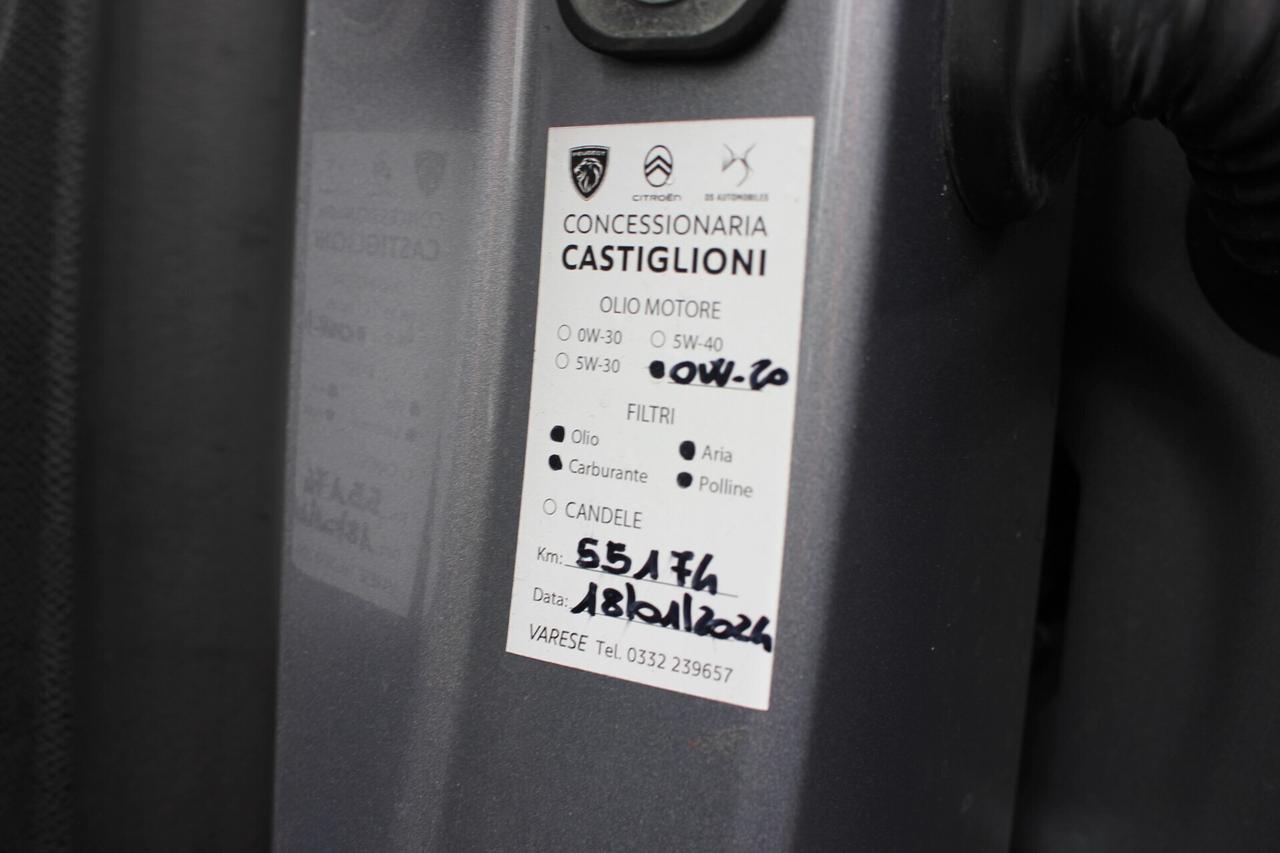 PEUGEOT CITROËN DS AUTOMOBILES
CONCESSIONARIA
CASTIGLIONI
OLIO MOTORE
0W-30 5W-40
5W-30 0W-20
FILTRI
Olio Aria
Carburante Polline
CANDELE
Km: 55174
Data: 18/01/2024
VARESE Tel. 0332 239657